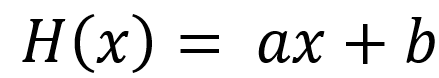 H(x) = ax + b